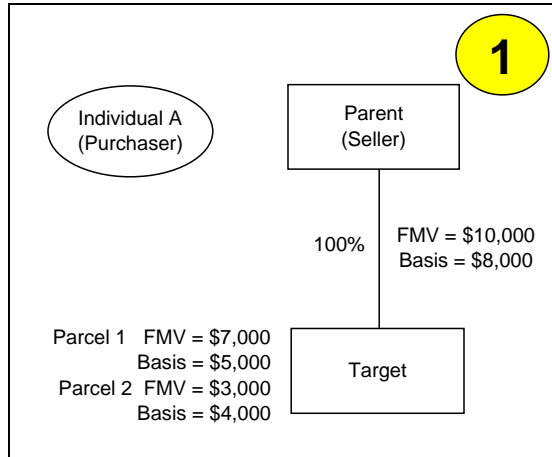 1
Individual A
(Purchaser)
Parent
(Seller)
100%
FMV = $10,000
Basis = $8,000
Parcel 1 FMV = $7,000
Basis = $5,000
Parcel 2 FMV = $3,000
Basis = $4,000
Target